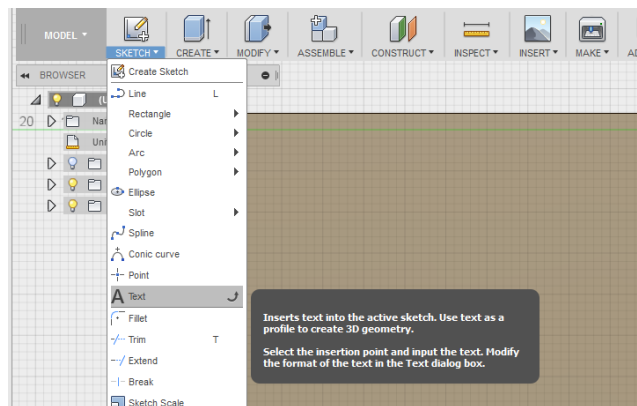 MODEL
SKETCH CREATE MODIFY ASSEMBLE CONSTRUCT INSPECT INSERT MAKE
BROWSER
Create Sketch
Line L
20
Rectangle
Circle
Arc
Polygon
Ellipse
Slot
Spline
Conic curve
Point
Text
Inserts text into the active sketch. Use text as a
profile to create 3D geometry.
Select the insertion point and input the text. Modify
the format of the text in the Text dialog box.
Fillet
Trim T
Extend
Break
Sketch Scale